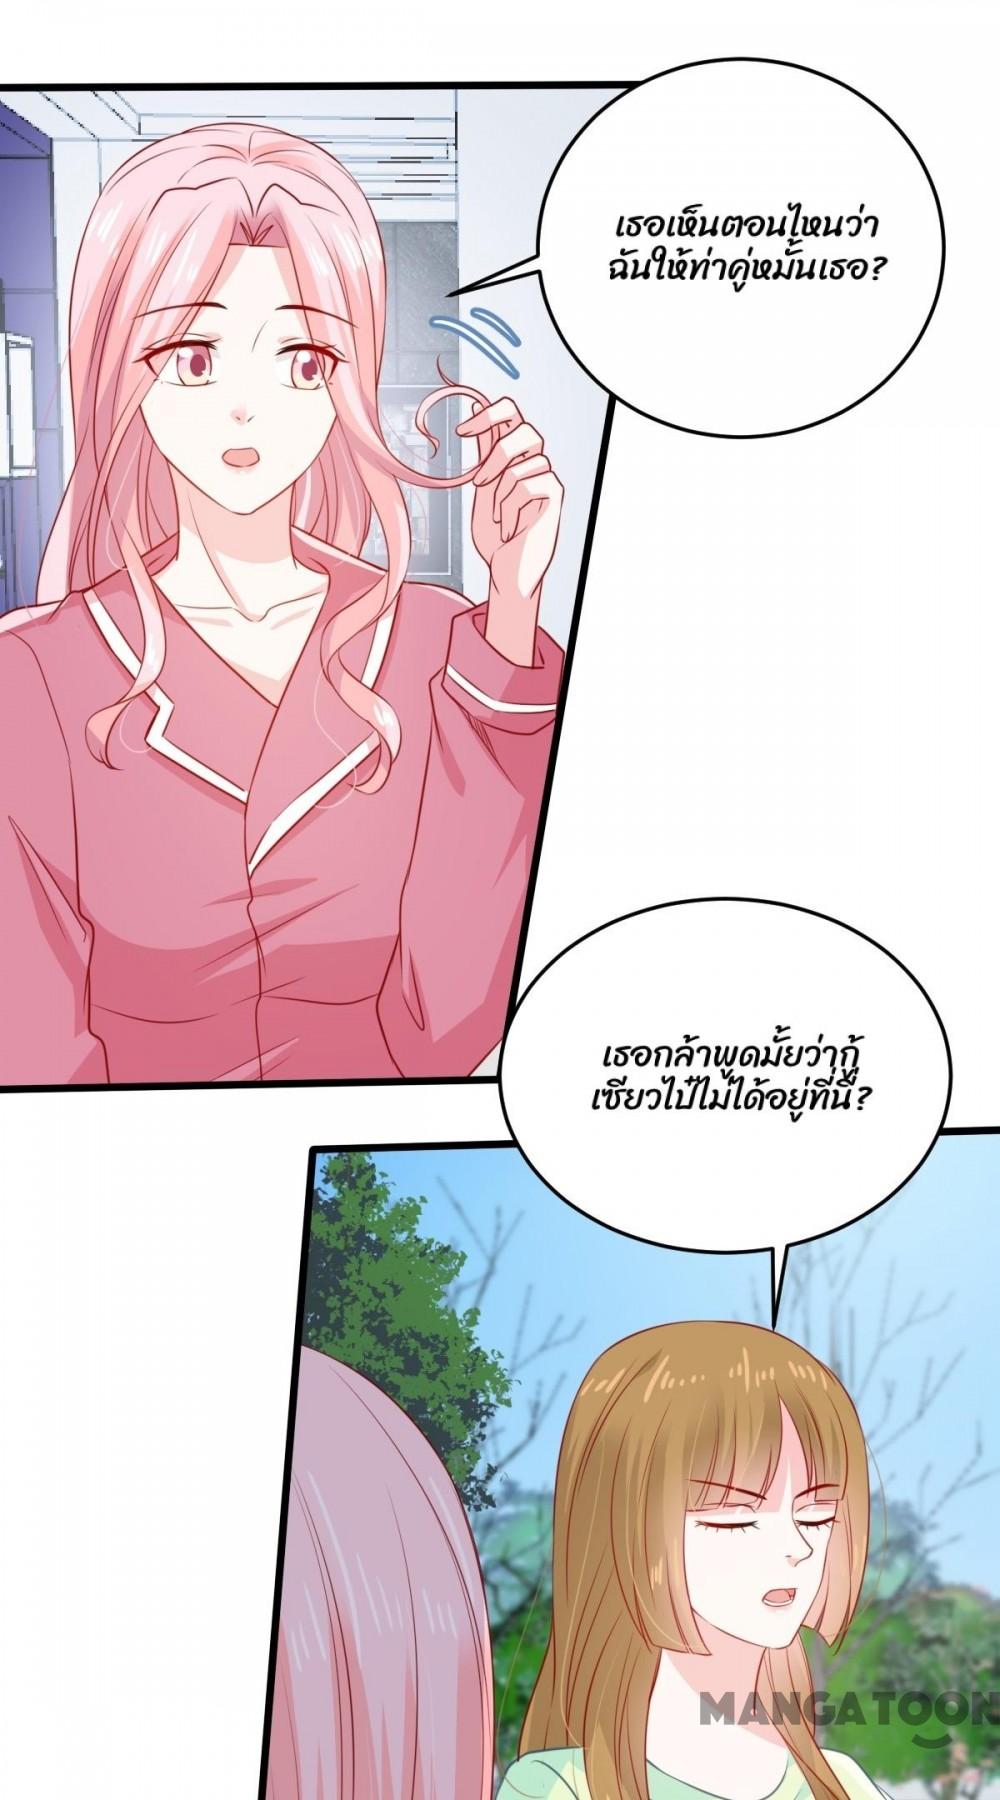 เธอเห็นตอนไหนว่า
ฉันให้ท่าคู่หมั้นเธอ?
เธอกล้าพูดมั้ยว่ากู้
เซียวไป๋ไม่ได้อยู่ที่นี่?
MANGATOON